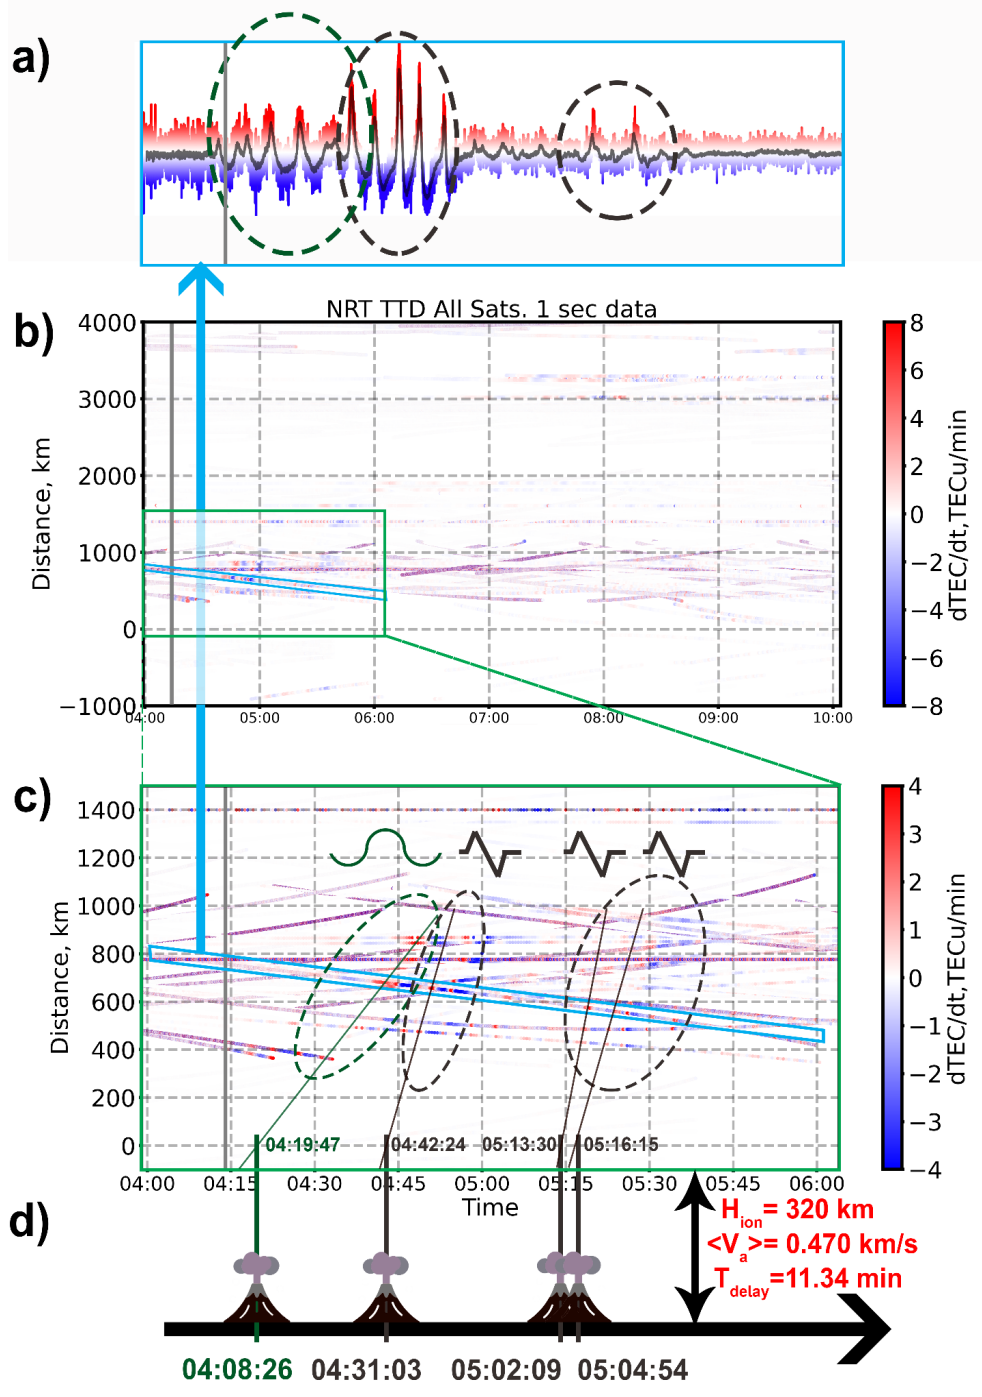 a)
b)
NRT TTD All Sats. 1 sec data
4000
3000
2000
1000
0
−1000
Distance, km
04:00 05:00 06:00 07:00 08:00 09:00 10:00
8
6
4
2
0
−2
−4
−6
−8
dTEC/dt, TECu/min
c)
1400
1200
1000
800
600
400
200
0
Distance, km
04:19:47 04:42:24 05:13:30 05:16:15
04:00 04:15 04:30 04:45 05:00 05:15 05:30 05:45 06:00
Time
4
3
2
1
0
−1
−2
−3
−4
dTEC/dt, TECu/min
d)
H_ion = 320 km
<V_a> = 0.470 km/s
T_delay = 11.34 min
04:08:26 04:31:03 05:02:09 05:04:54